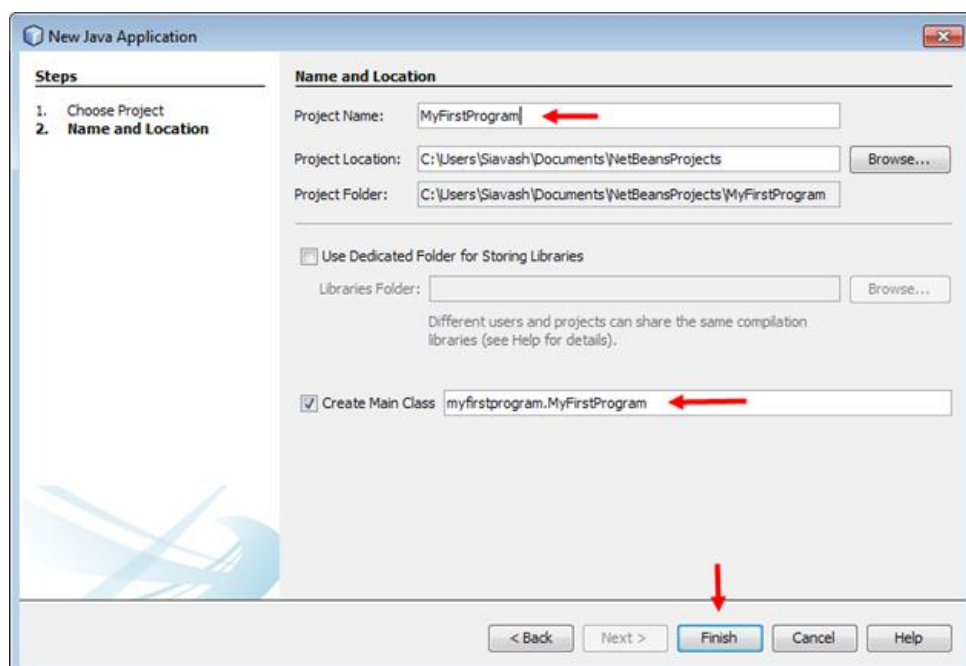 New Java Application
Steps
1. Choose Project
2. Name and Location
Name and Location
Project Name: MyFirstProgram
Project Location: C:\Users\Siavash\Documents\NetBeansProjects Browse...
Project Folder: C:\Users\Siavash\Documents\NetBeansProjects\MyFirstProgram
Use Dedicated Folder for Storing Libraries
Libraries Folder: Browse...
Different users and projects can share the same compilation
libraries (see Help for details).
Create Main Class myfirstprogram.MyFirstProgram
< Back Next > Finish Cancel Help